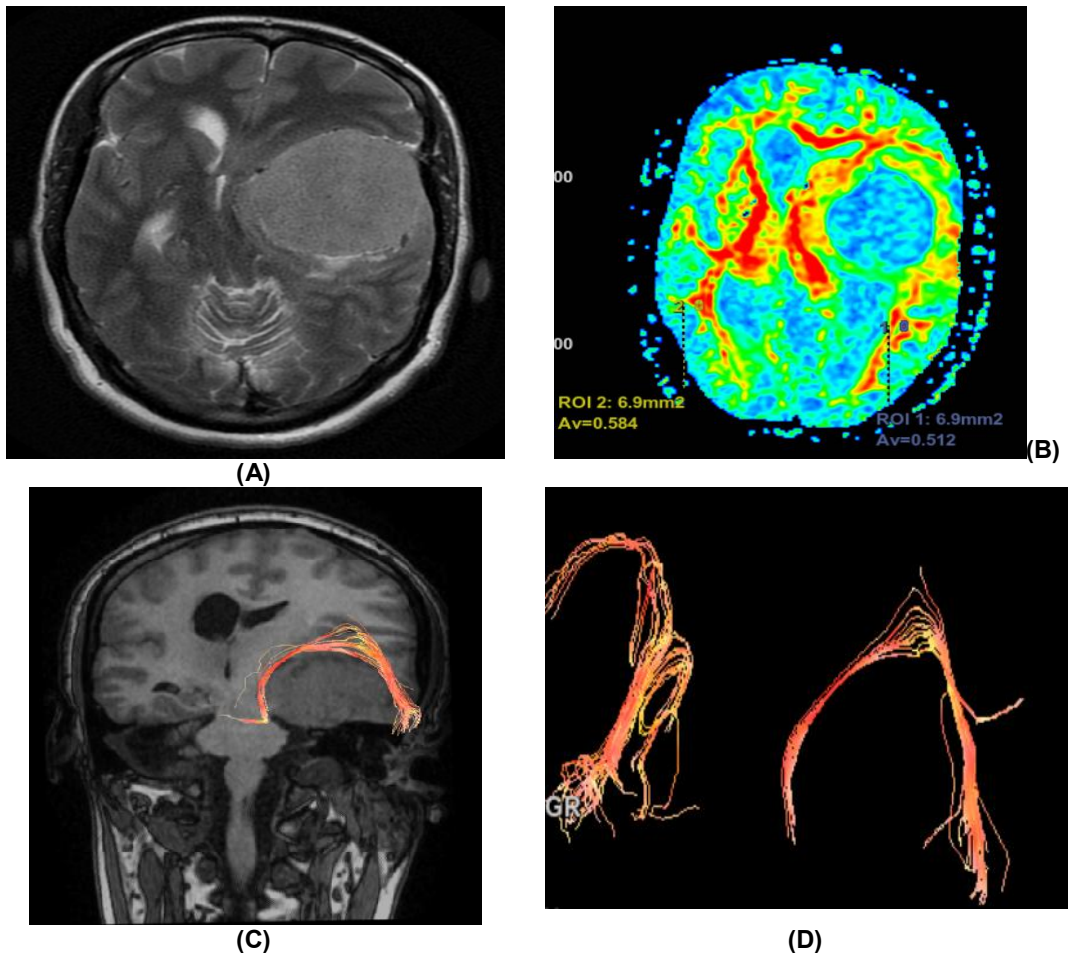 (A)
00
00
ROI 2: 6.9mm2
Av=0.584
ROI 1: 6.9mm2
Av=0.512
(B)
(C)
GR
(D)